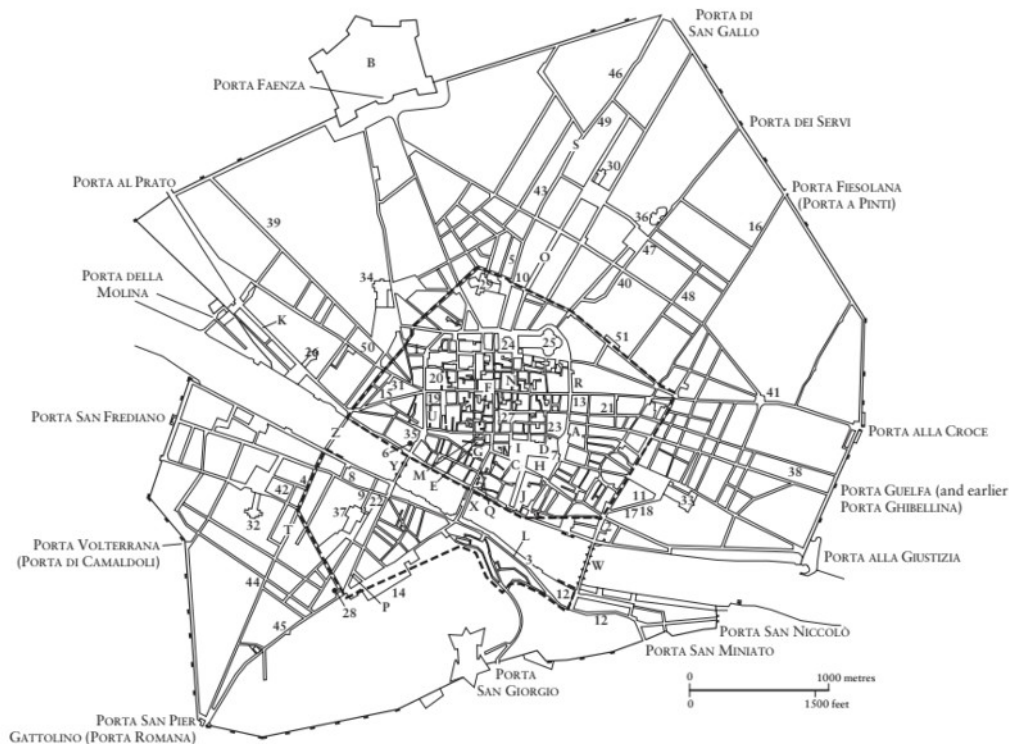 PORTA DI
SAN GALLO
B
PORTA FAENZA
46
PORTA DEI SERVI
49
S
30
PORTA AL PRATO
43
PORTA FIESOLANA
(PORTA A PINTI)
39
36
16
47
5
O
PORTA DELLA
MOLINA
34
29
10
40
48
K
51
26
50
24
25
31
20
F
N
R
15
19
13
21
41
PORTA SAN FREDIANO
U
27
23
A
PORTA ALLA CROCE
Z
35
6
G
V
I
D
7
38
Y
M
E
C
H
8
4
42
9
22
X
Q
J
11
33
PORTA GUELFA (and earlier
PORTA GHIBELLINA)
17
18
32
37
T
L
PORTA VOLTERRANA
(PORTA DI CAMALDOLI)
3
W
PORTA ALLA GIUSTIZIA
44
14
P
28
12
12
45
PORTA SAN NICCOLÒ
PORTA SAN MINIATO
PORTA
SAN GIORGIO
0 1000 metres
0 1500 feet
PORTA SAN PIER
GATTOLINO (PORTA ROMANA)